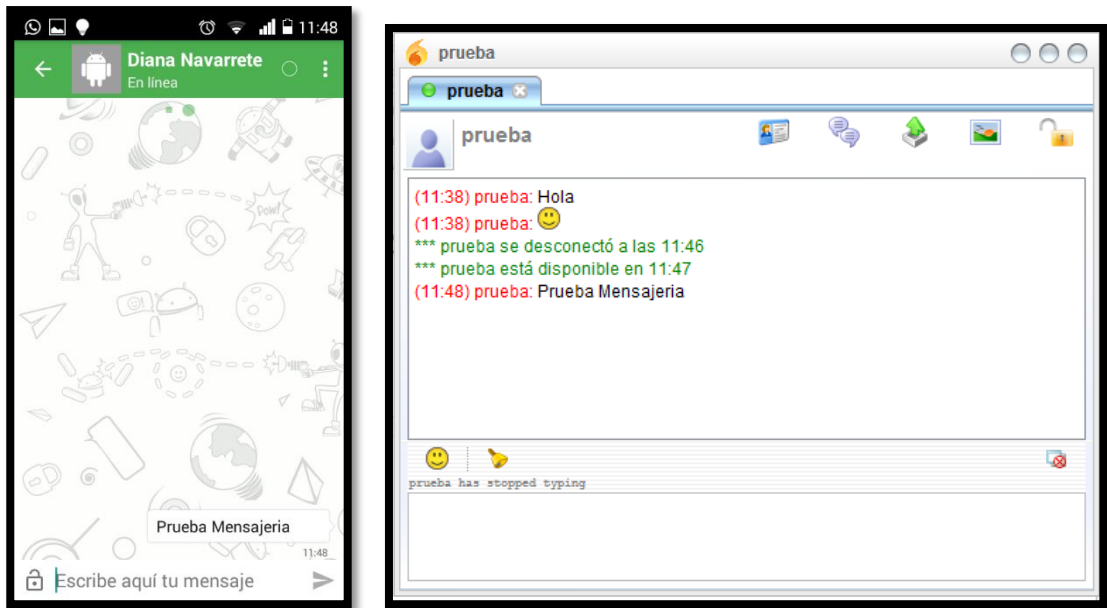 11:48
Diana Navarrete
En línea
Pow!
Prueba Mensajeria
11:48
Escribe aquí tu mensaje
prueba
prueba
prueba
(11:38) prueba: Hola
(11:38) prueba:
*** prueba se desconectó a las 11:46
*** prueba está disponible en 11:47
(11:48) prueba: Prueba Mensajeria
prueba has stopped typing